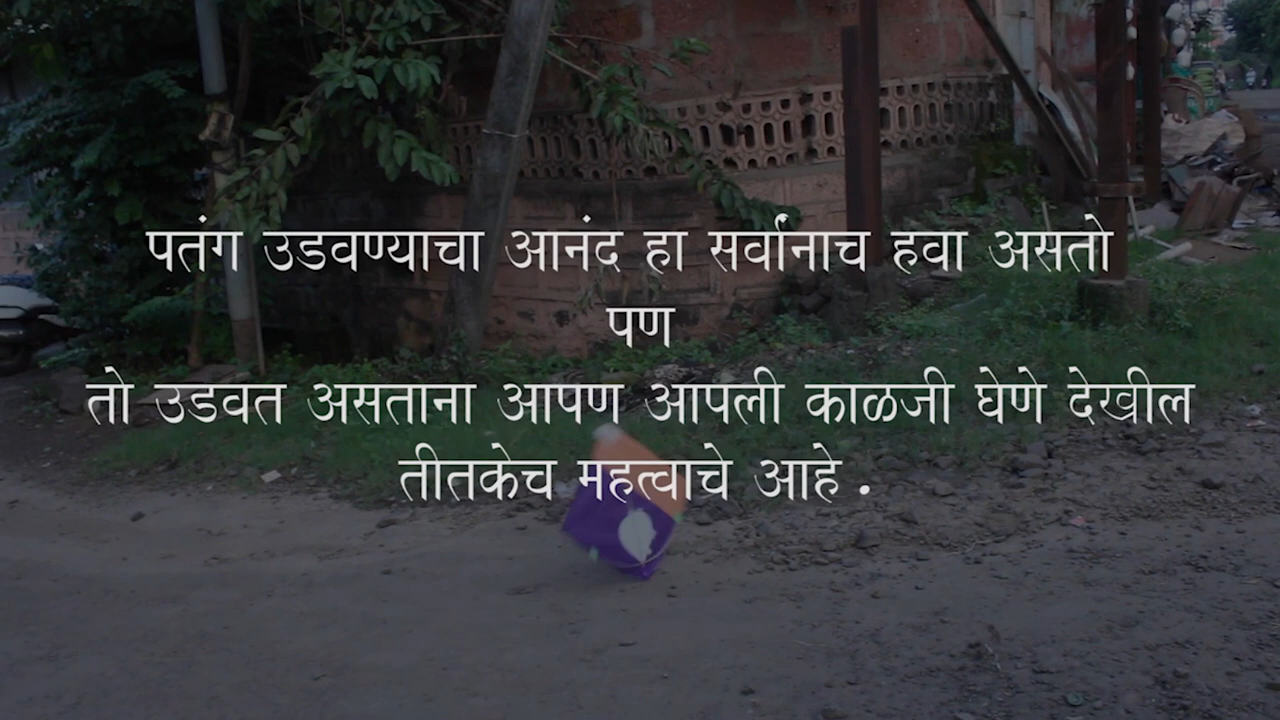 पतंग उडवण्याचा आनंद हा सर्वांनाच हवा असतो
पण
तो उडवत असताना आपण आपली काळजी घेणे देखील
तीतकेच महत्वाचे आहे .